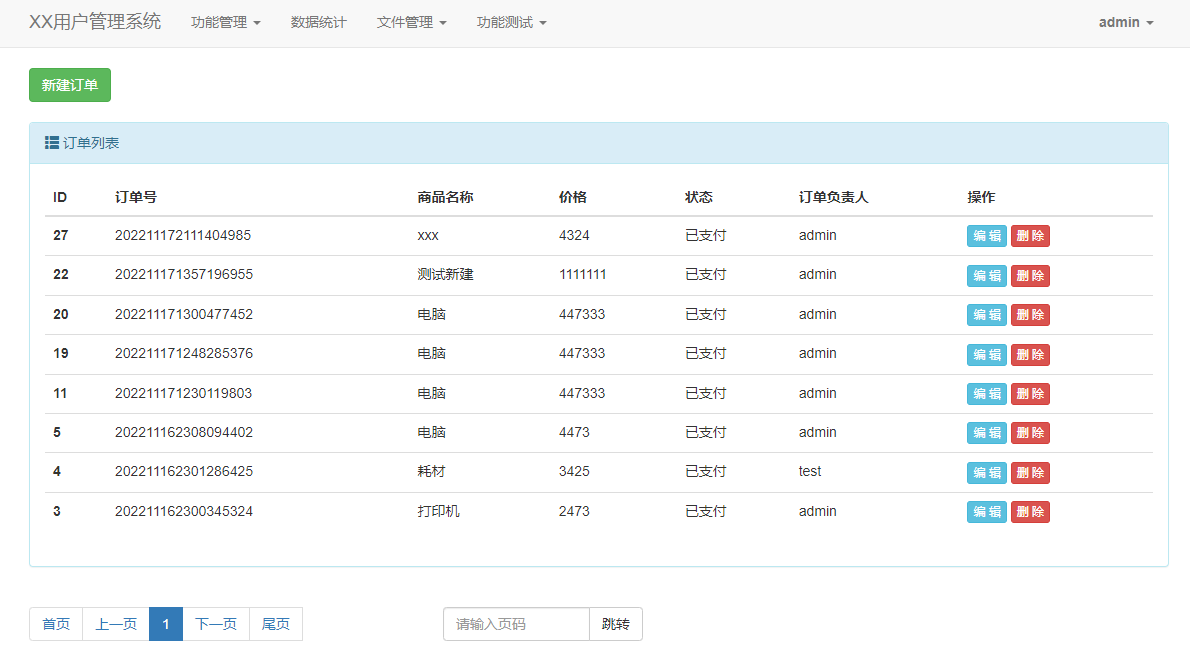 XX用户管理系统 功能管理 数据统计 文件管理 功能测试 admin
新建订单
订单列表
ID 订单号 商品名称 价格 状态 订单负责人 操作
27 202211172111404985 xxx 4324 已支付 admin 编 辑 删 除
22 202211171357196955 测试新建 1111111 已支付 admin 编 辑 删 除
20 202211171300477452 电脑 447333 已支付 admin 编 辑 删 除
19 202211171248285376 电脑 447333 已支付 admin 编 辑 删 除
11 202211171230119803 电脑 447333 已支付 admin 编 辑 删 除
5 202211162308094402 电脑 4473 已支付 admin 编 辑 删 除
4 202211162301286425 耗材 3425 已支付 test 编 辑 删 除
3 202211162300345324 打印机 2473 已支付 admin 编 辑 删 除
首页 上一页 1 下一页 尾页 请输入页码 跳转